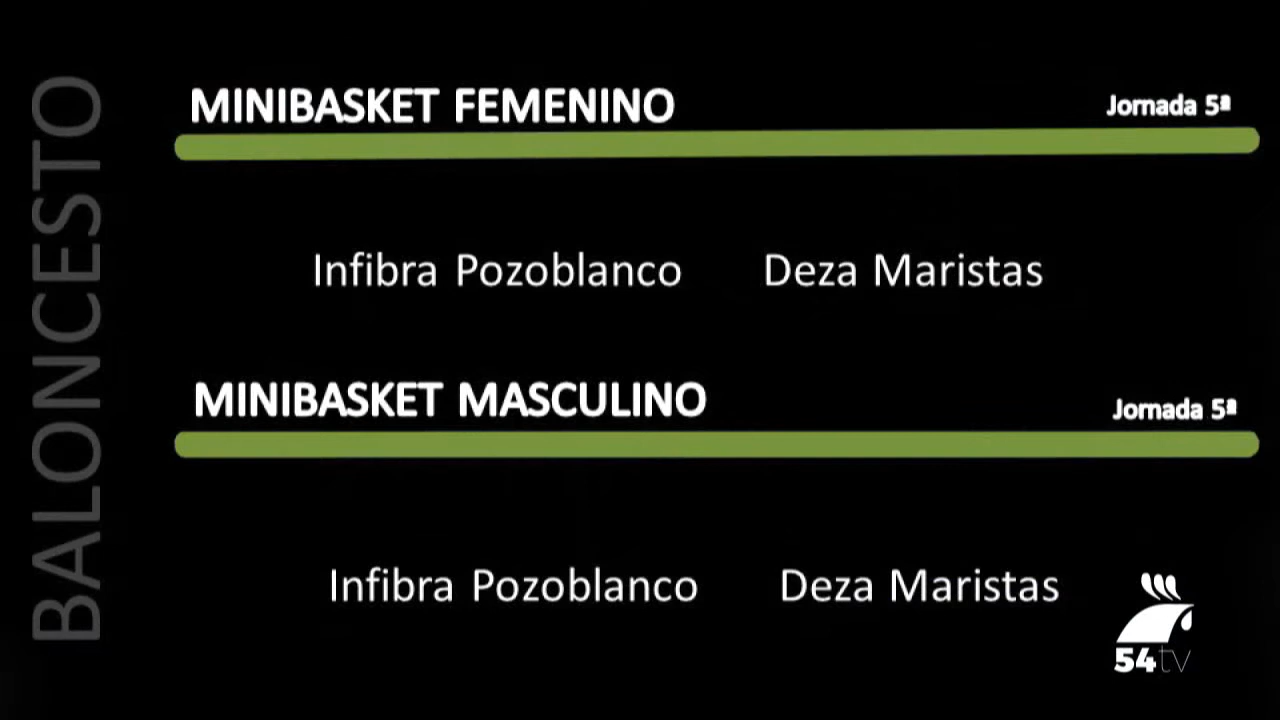 BALONCESTO
MINIBASKET FEMENINO
Jornada 5ª
Infibra Pozoblanco Deza Maristas
MINIBASKET MASCULINO
Jornada 5ª
Infibra Pozoblanco Deza Maristas
54tv